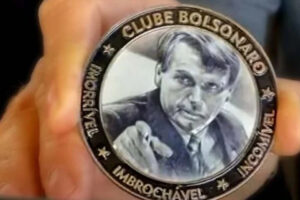 CLUBE BOLSONARO
IMORRÍVEL
IMBROCHÁVEL
INCOMÍVEL